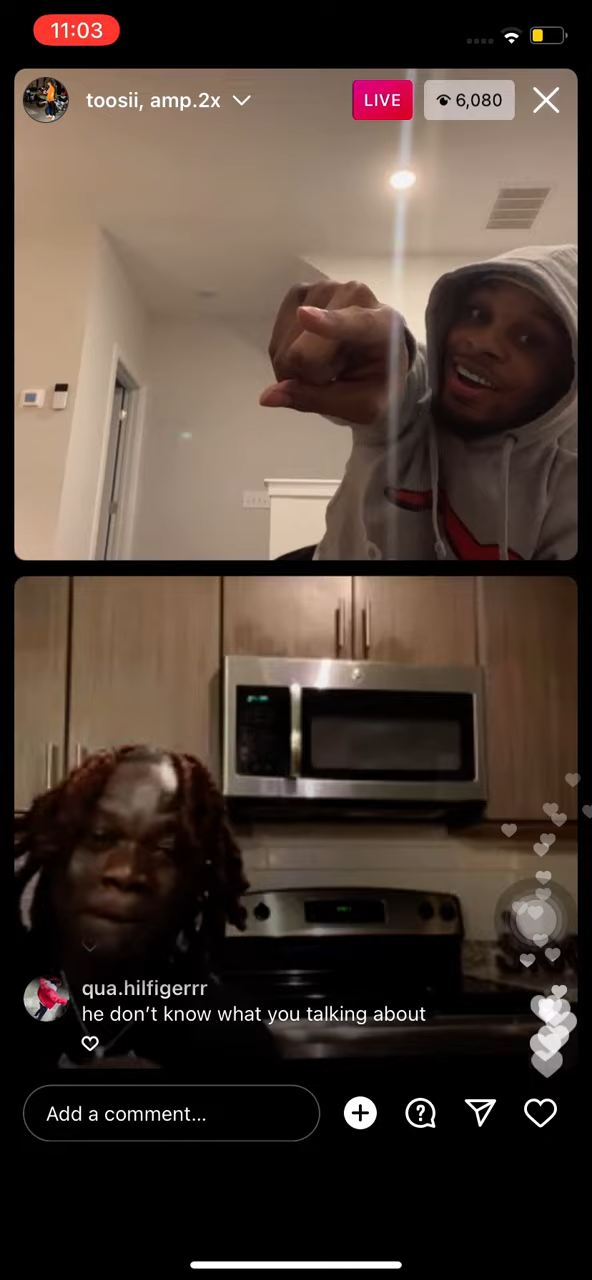 11:03
toosii, amp.2x
LIVE
6,080
qua.hilfigerrr
he don't know what you talking about
Add a comment...